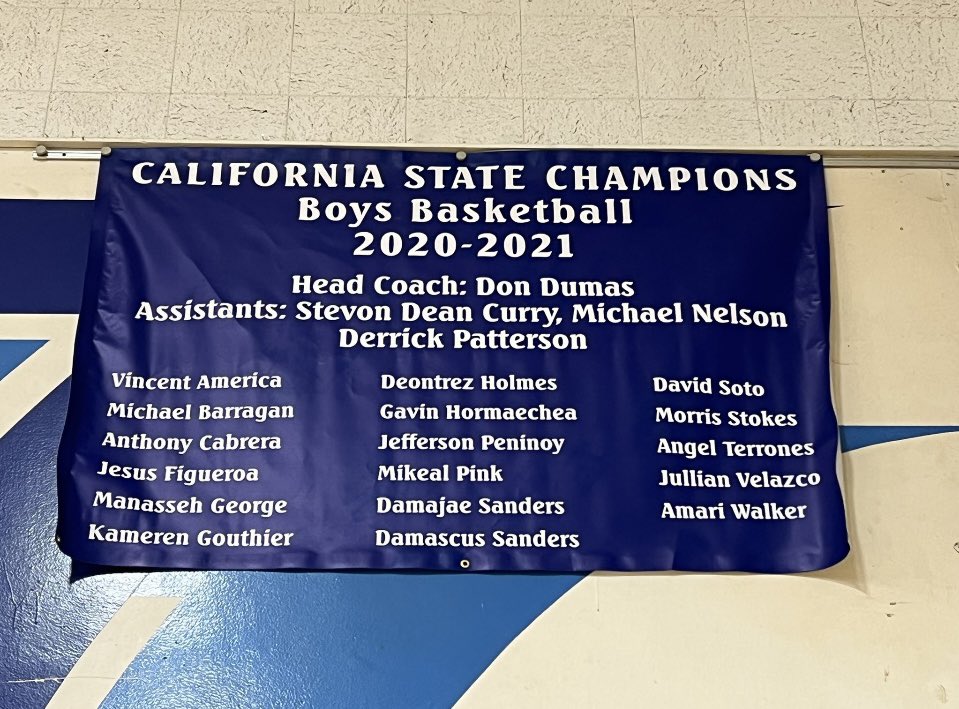 CALIFORNIA STATE CHAMPIONS
Boys Basketball
2020-2021
Head Coach: Don Dumas
Assistants: Stevon Dean Curry, Michael Nelson
Derrick Patterson
Vincent America
Michael Barragan
Anthony Cabrera
Jesus Figueroa
Manasseh George
Kameren Gouthier
Deontrez Holmes
Gavin Hormaechea
Jefferson Peninoy
Mikeal Pink
Damajae Sanders
Damascus Sanders
David Soto
Morris Stokes
Angel Terrones
Jullian Velazco
Amari Walker